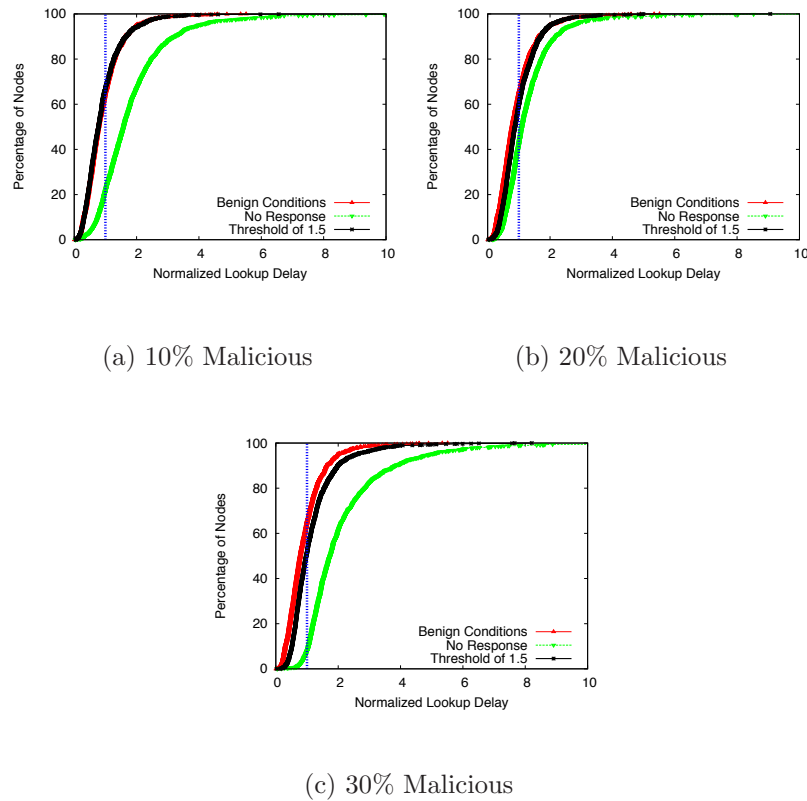 100
80
60
40
20
0
Percentage of Nodes
Benign Conditions
No Response
Threshold of 1.5
0 2 4 6 8 10
Normalized Lookup Delay
(a) 10% Malicious
100
80
60
40
20
0
Percentage of Nodes
Benign Conditions
No Response
Threshold of 1.5
0 2 4 6 8 10
Normalized Lookup Delay
(b) 20% Malicious
100
80
60
40
20
0
Percentage of Nodes
Benign Conditions
No Response
Threshold of 1.5
0 2 4 6 8 10
Normalized Lookup Delay
(c) 30% Malicious